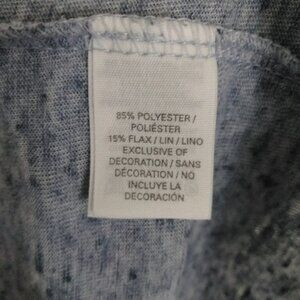 85% POLYESTER /
POLIÉSTER
15% FLAX / LIN / LINO
EXCLUSIVE OF
DECORATION / SANS
DÉCORATION / NO
INCLUYE LA
DECORACIÓN